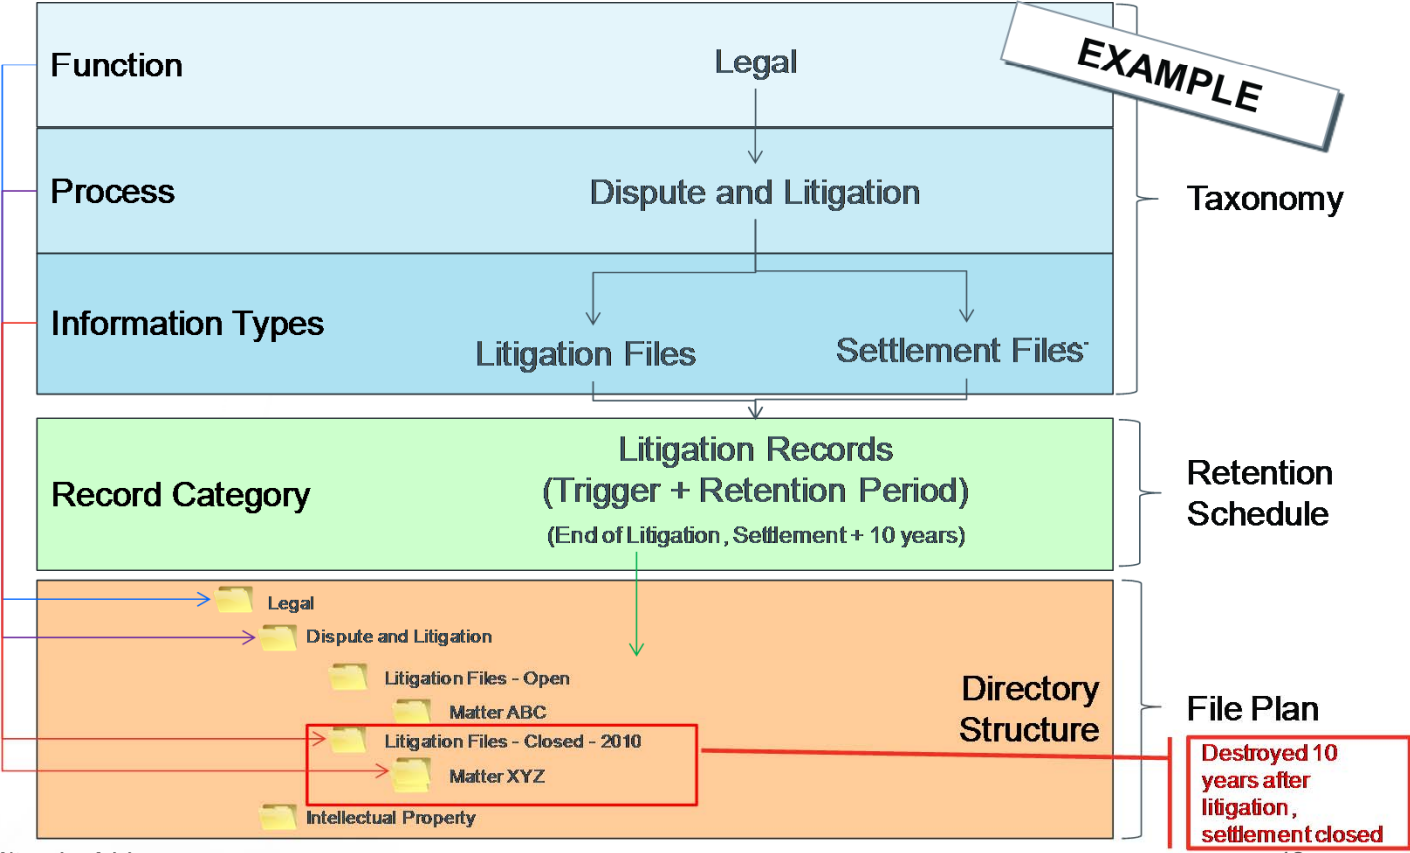 EXAMPLE
Function
Legal
Process
Dispute and Litigation
Taxonomy
Information Types
Litigation Files
Settlement Files
Record Category
Litigation Records
(Trigger + Retention Period)
(End of Litigation, Settlement + 10 years)
Retention
Schedule
Legal
Dispute and Litigation
Litigation Files - Open
Matter ABC
Litigation Files - Closed - 2010
Matter XYZ
Intellectual Property
Directory
Structure
File Plan
Destroyed 10
years after
litigation,
settlement closed